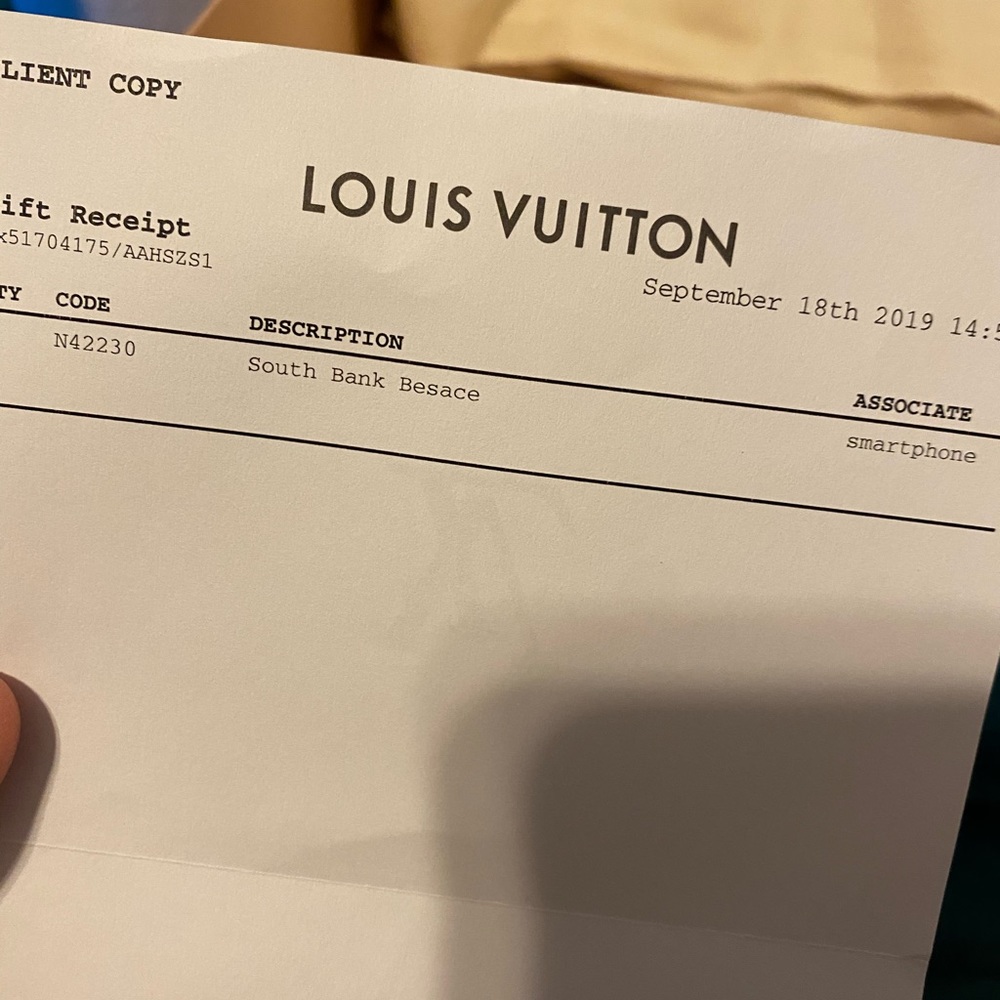 LIENT COPY
LOUIS VUITTON
ift Receipt
x51704175/AAHSZS1
September 18th 2019 14:5
TY CODE DESCRIPTION ASSOCIATE
N42230 South Bank Besace smartphone